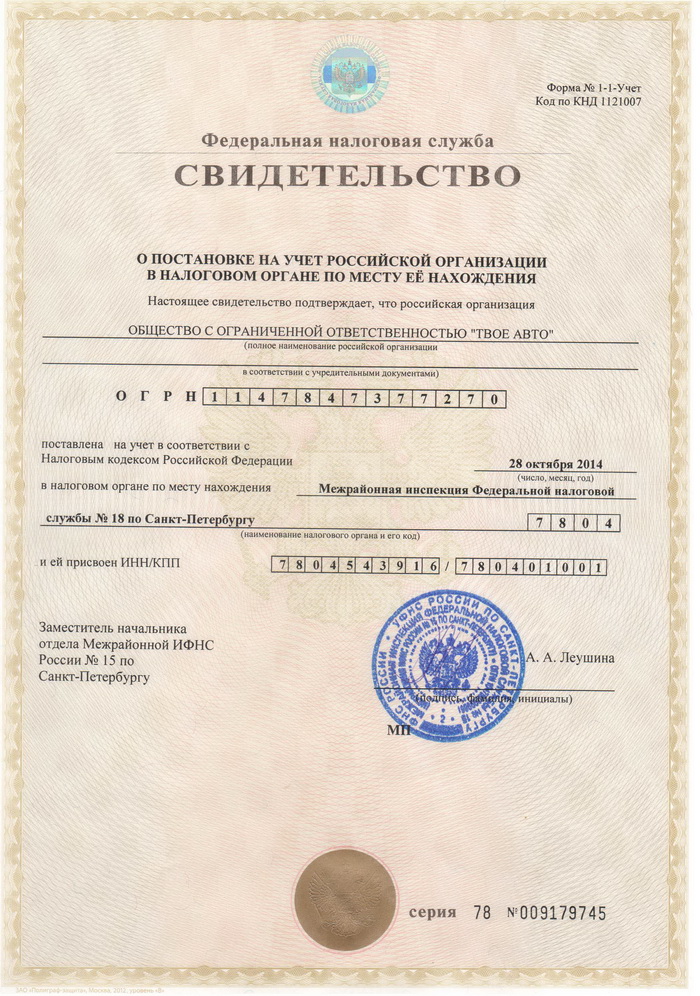 Форма № 1-1-Учет
Код по КНД 1121007
Федеральная налоговая служба
СВИДЕТЕЛЬСТВО
О ПОСТАНОВКЕ НА УЧЕТ РОССИЙСКОЙ ОРГАНИЗАЦИИ
В НАЛОГОВОМ ОРГАНЕ ПО МЕСТУ ЕЁ НАХОЖДЕНИЯ
Настоящее свидетельство подтверждает, что российская организация
ОБЩЕСТВО С ОГРАНИЧЕННОЙ ОТВЕТСТВЕННОСТЬЮ "ТВОЕ АВТО"
(полное наименование российской организации
в соответствии с учредительными документами)
О Г Р Н 1 1 4 7 8 4 7 3 7 7 2 7 0
поставлена на учет в соответствии с
Налоговым кодексом Российской Федерации
28 октября 2014
(число, месяц, год)
в налоговом органе по месту нахождения Межрайонная инспекция Федеральной налоговой
службы № 18 по Санкт-Петербургу 7 8 0 4
(наименование налогового органа и его код)
и ей присвоен ИНН/КПП 7 8 0 4 5 4 3 9 1 6 / 7 8 0 4 0 1 0 0 1
Заместитель начальника
отдела Межрайонной ИФНС
России № 15 по
Санкт-Петербургу
А. А. Леушина
(подпись, фамилия, инициалы)
МП
УФНС РОССИИ ПО САНКТ-ПЕТЕРБУРГУ
серия 78 №009179745
ЗАО «Полиграф-защита», Москва, 2012, уровень «В»